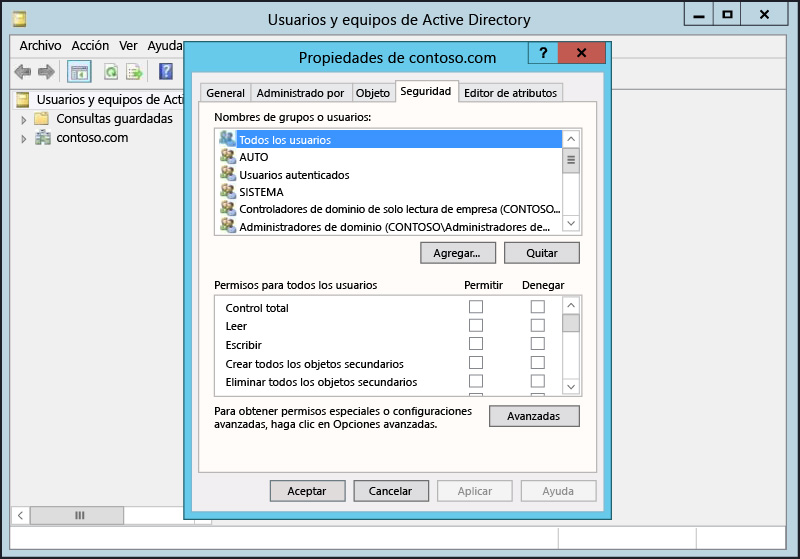 Usuarios y equipos de Active Directory
Archivo Acción Ver Ayuda
Propiedades de contoso.com
?
Usuarios y equipos de Acti
Consultas guardadas
contoso.com
General Administrado por Objeto Seguridad Editor de atributos
Nombres de grupos o usuarios:
Todos los usuarios
AUTO
Usuarios autenticados
SISTEMA
Controladores de dominio de solo lectura de empresa (CONTOSO...
Administradores de dominio (CONTOSO\Administradores de...
Agregar... Quitar
Permisos para todos los usuarios Permitir Denegar
Control total
Leer
Escribir
Crear todos los objetos secundarios
Eliminar todos los objetos secundarios
Para obtener permisos especiales o configuraciones
avanzadas, haga clic en Opciones avanzadas.
Avanzadas
Aceptar Cancelar Aplicar Ayuda